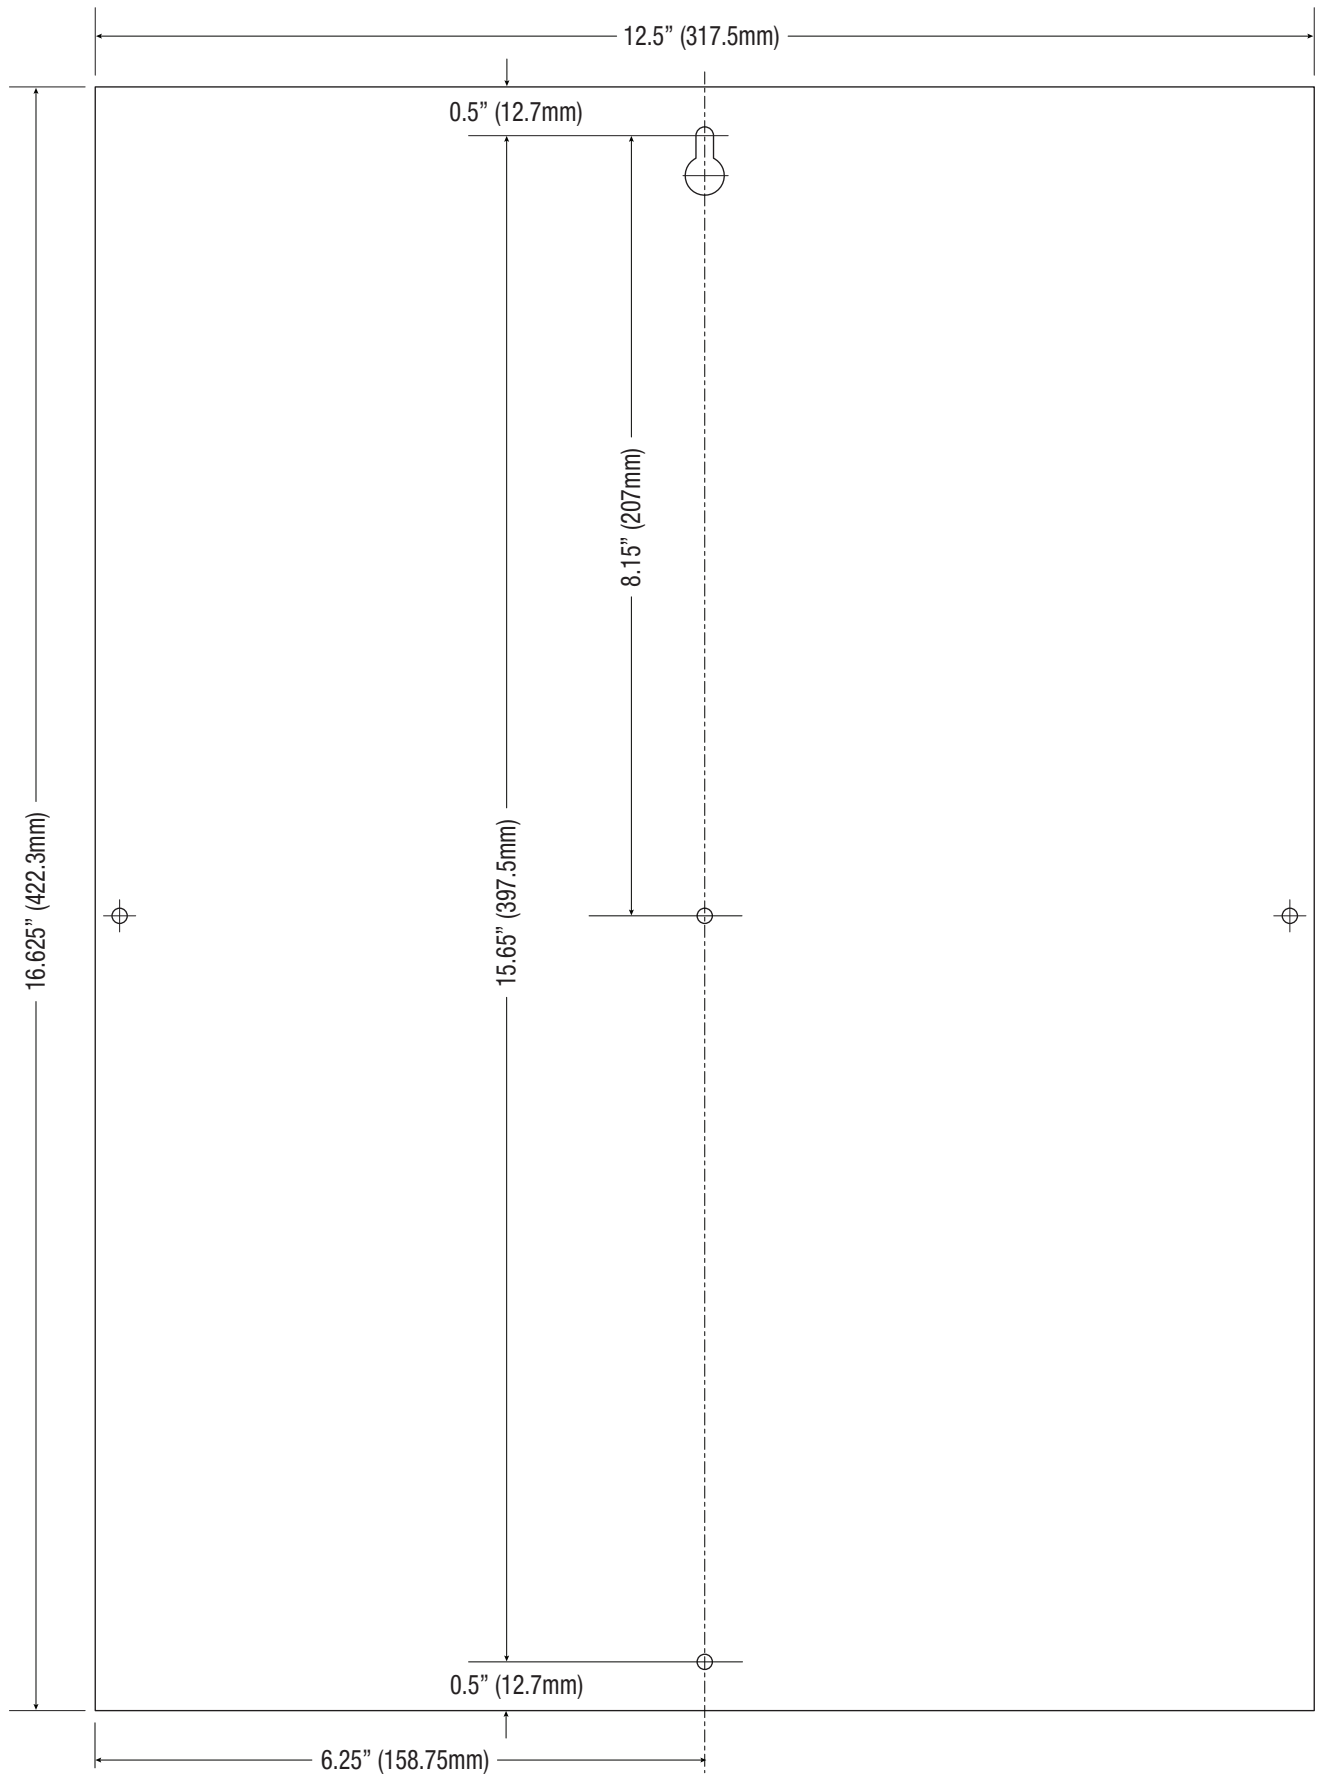 12.5” (317.5mm)
0.5” (12.7mm)
8.15” (207mm)
16.625” (422.3mm)
15.65” (397.5mm)
0.5” (12.7mm)
6.25” (158.75mm)